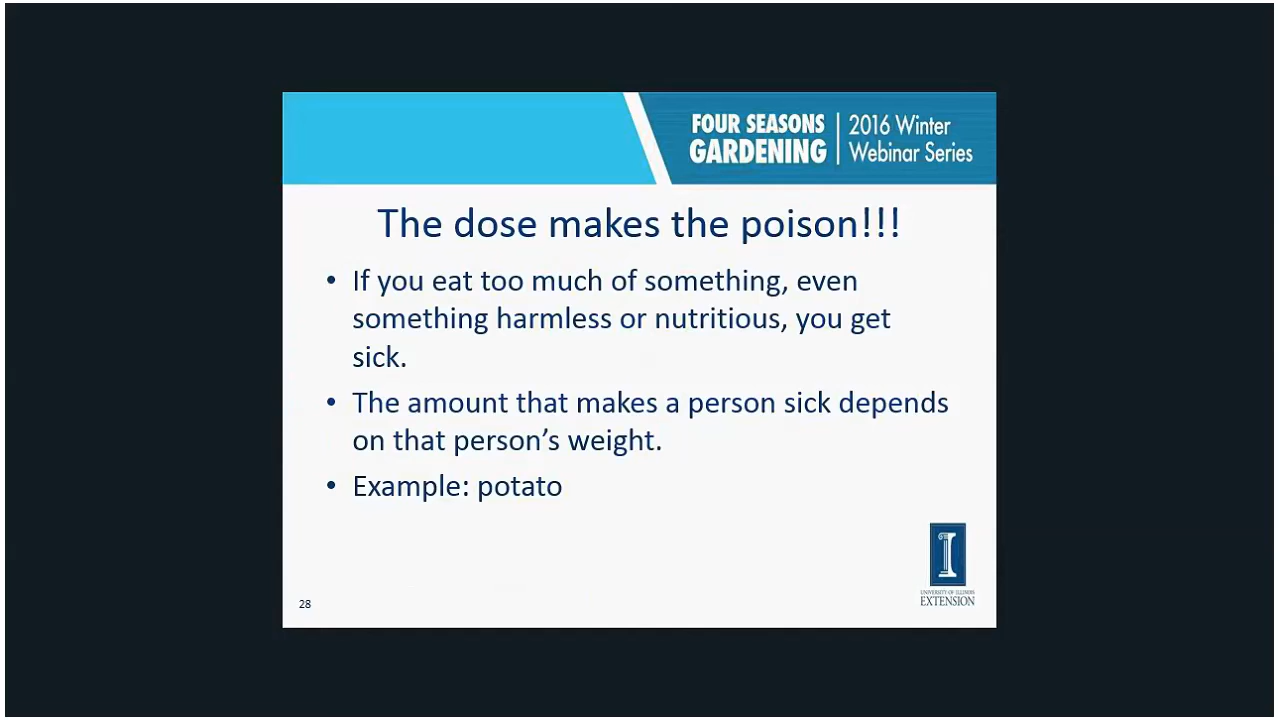 FOUR SEASONS
GARDENING
2016 Winter
Webinar Series
The dose makes the poison!!!
• If you eat too much of something, even
something harmless or nutritious, you get
sick.
• The amount that makes a person sick depends
on that person's weight.
• Example: potato
I
UNIVERSITY OF ILLINOIS
EXTENSION
28